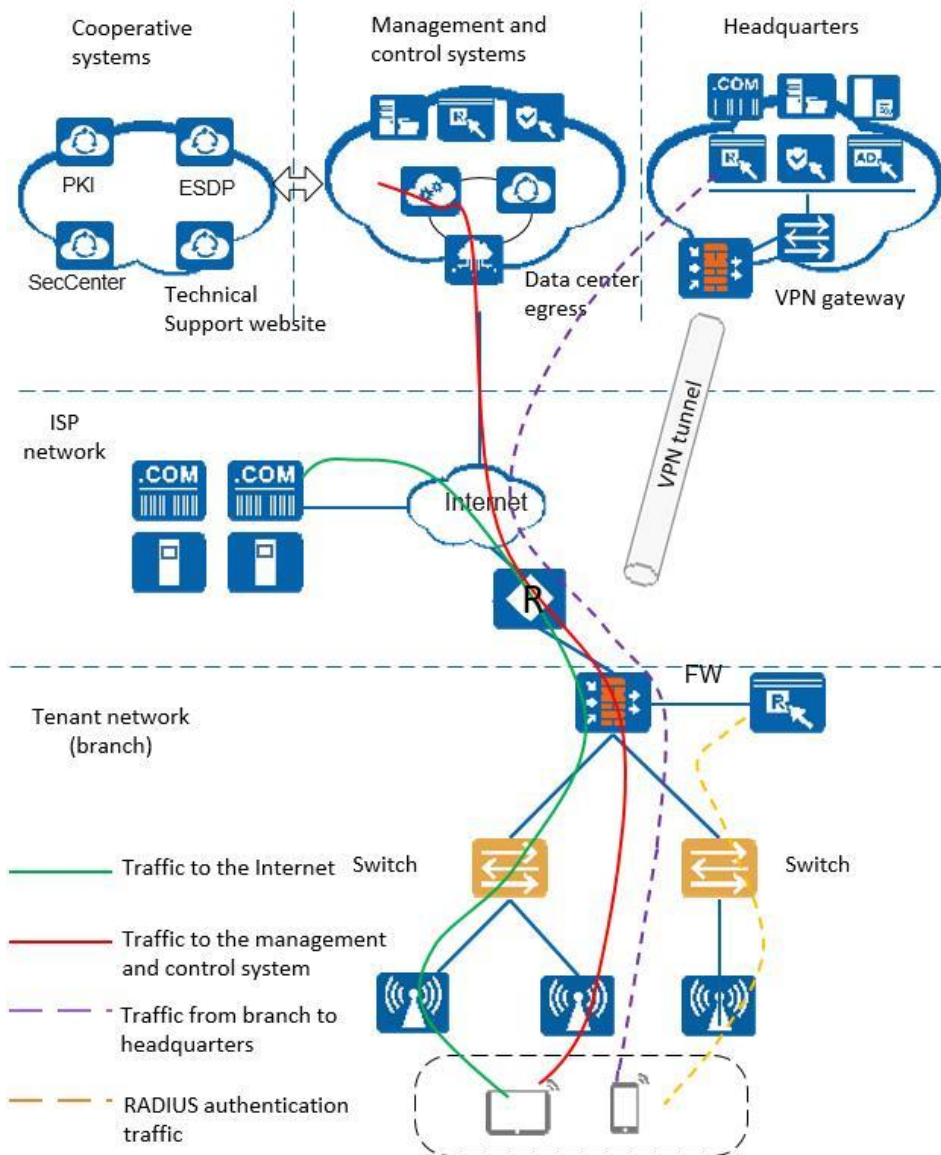 Cooperative
systems
Management and
control systems
Headquarters
.COM
R
R
AD
PKI
ESDP
SecCenter
Technical
Support website
Data center
egress
VPN gateway
VPN tunnel
ISP
network
.COM
.COM
Internet
R
FW
R
Tenant network
(branch)
Switch
Switch
Traffic to the Internet
Traffic to the management
and control system
Traffic from branch to
headquarters
RADIUS authentication
traffic